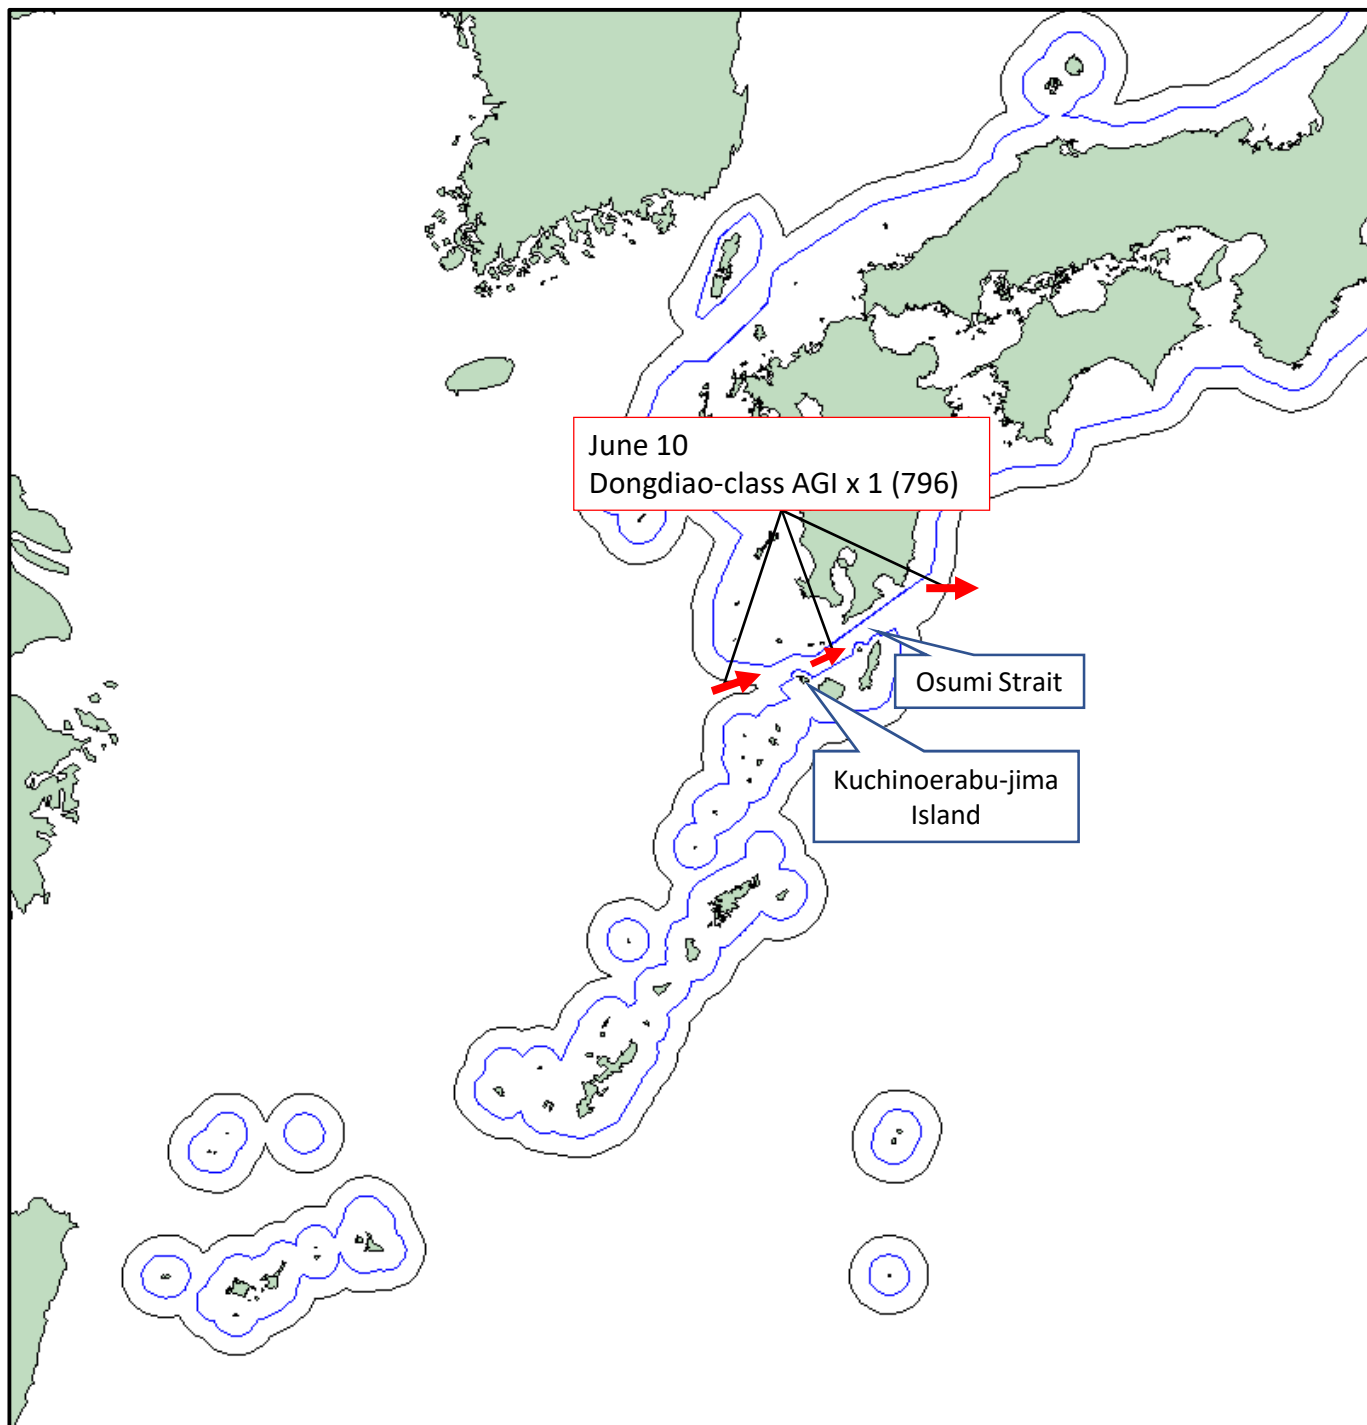 June 10
Dongdiao-class AGI x 1 (796)
Osumi Strait
Kuchinoerabu-jima
Island